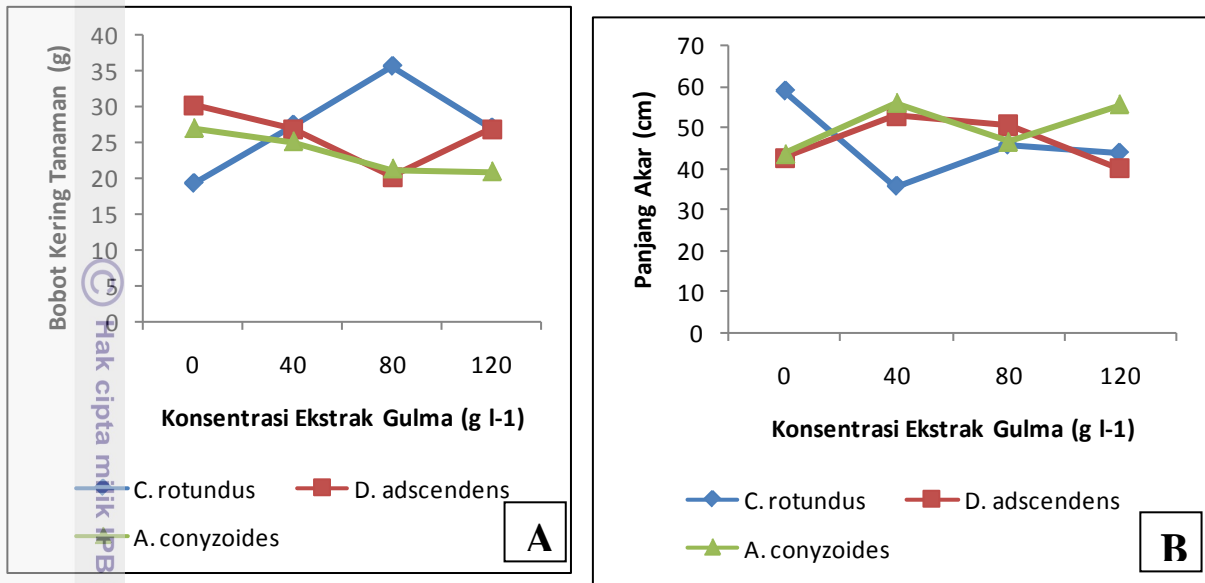 Bobot Kering Tanaman (g)
40
35
30
25
20
15
10
5
0
0 40 80 120
Konsentrasi Ekstrak Gulma (g l-1)
C. rotundus D. adscendens
A. conyzoides
A
© Hak cipta milik IPB
Panjang Akar (cm)
70
60
50
40
30
20
10
0
0 40 80 120
Konsentrasi Ekstrak Gulma (g l-1)
C. rotundus D. adscendens
A. conyzoides
B